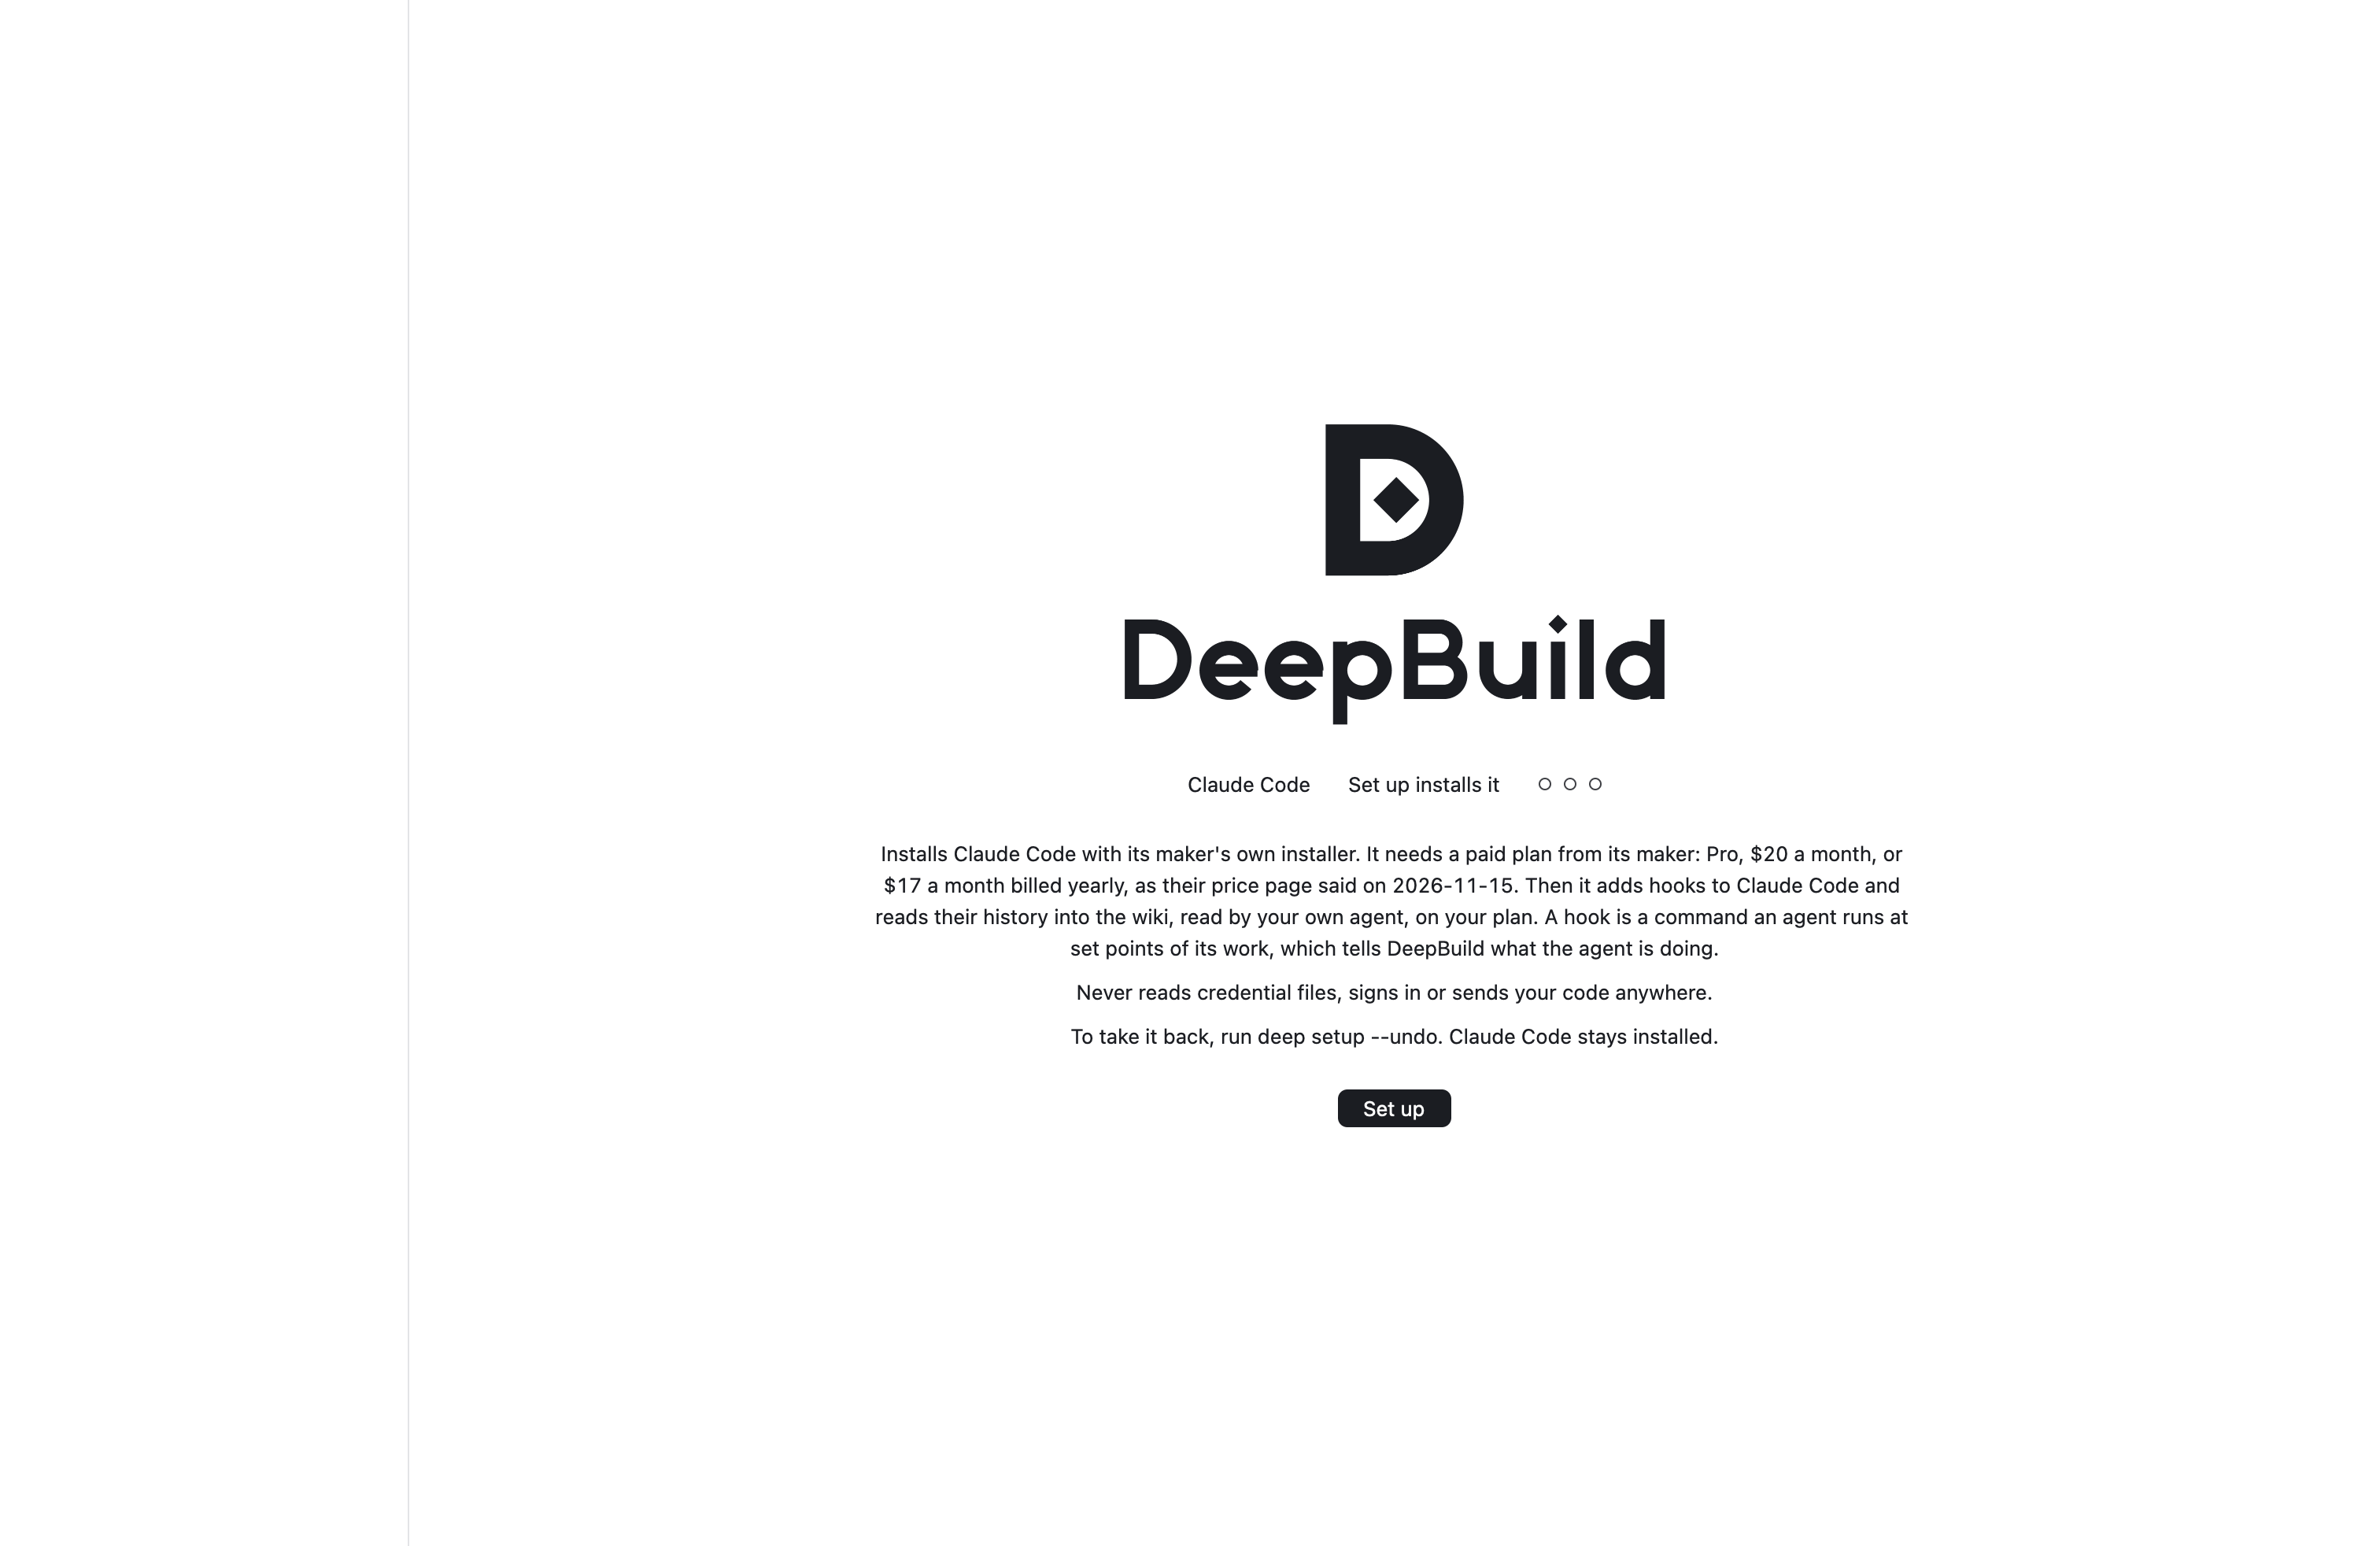 DeepBuild
Claude Code Set up installs it
Installs Claude Code with its maker's own installer. It needs a paid plan from its maker: Pro, $20 a month, or
$17 a month billed yearly, as their price page said on 2026-11-15. Then it adds hooks to Claude Code and
reads their history into the wiki, read by your own agent, on your plan. A hook is a command an agent runs at
set points of its work, which tells DeepBuild what the agent is doing.
Never reads credential files, signs in or sends your code anywhere.
To take it back, run deep setup --undo. Claude Code stays installed.
Set up